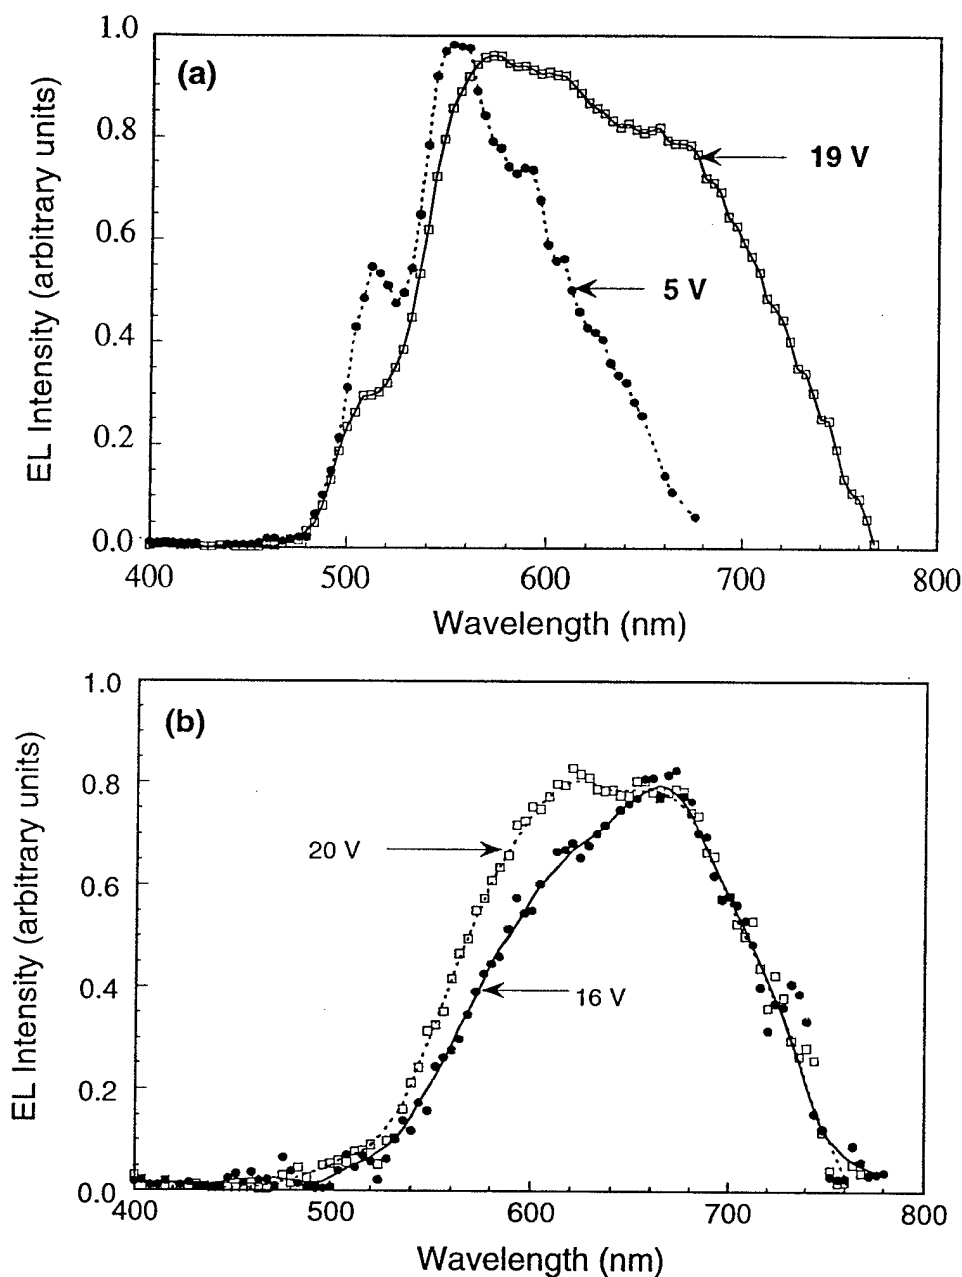 1.0
(a)
0.8
19 V
0.6
5 V
0.4
0.2
0.0
400 500 600 700 800
Wavelength (nm)
EL Intensity (arbitrary units)
1.0
(b)
0.8
20 V
0.6
16 V
0.4
0.2
0.0
400 500 600 700 800
Wavelength (nm)
EL Intensity (arbitrary units)